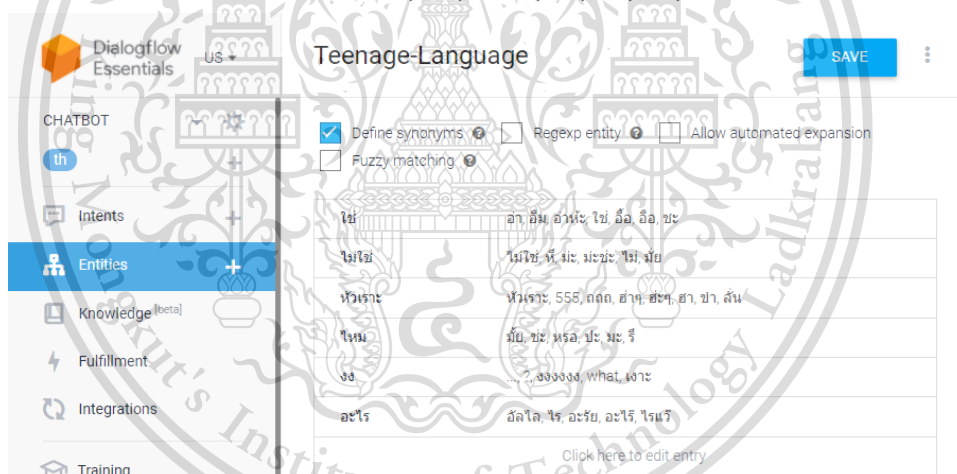 Dialogflow
Essentials
US
Teenage-Language
SAVE
CHATBOT
th
Define synonyms
Regexp entity
Allow automated expansion
Fuzzy matching
Intents
Entities
Knowledge [beta]
Fulfillment
Integrations
Training
ใช่ อ่า, อืม, อ่าห่ะ, ใช่, อื้อ, อือ, ชะ
ไม่ใช่ ไม่ใช่, หึ, ม่ะ, ม่ะช่ะ, ไม่, มั่ย
หัวเราะ หัวเราะ, 555, ถถถ, ฮ่าๆ, ฮ่ะๆ, ฮา, ขำ, ลั่น
ไหม มั้ย, ช่ะ, หรอ, ปะ, มะ, รึ
งง ..., ?, งงงงงง, what, เงาะ
อะไร อัลไล, ไร, อะรัย, อะไรี,
Click here to edit entry
Mongkut's Institute of Technology Ladkrabang